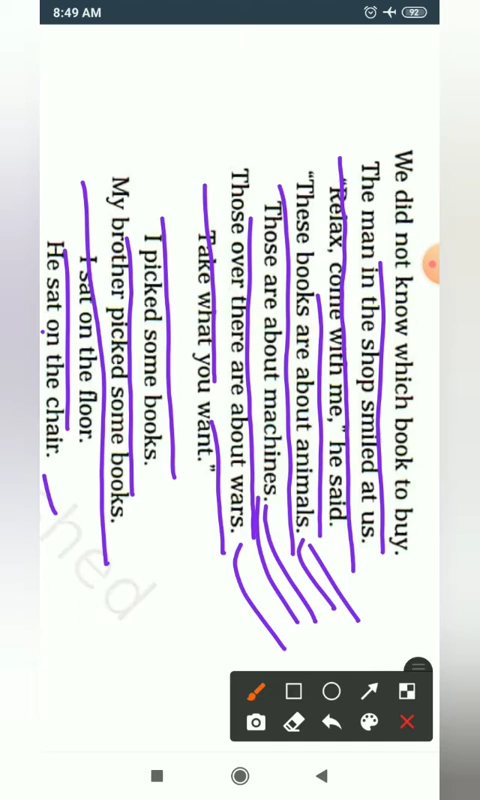 8:49 AM
92
We did not know which book to buy.
The man in the shop smiled at us.
“Relax, come with me,” he said.
“These books are about animals.
Those are about machines.
Those over there are about wars.
Take what you want.”
I picked some books.
My brother picked some books.
I sat on the floor.
He sat on the chair.